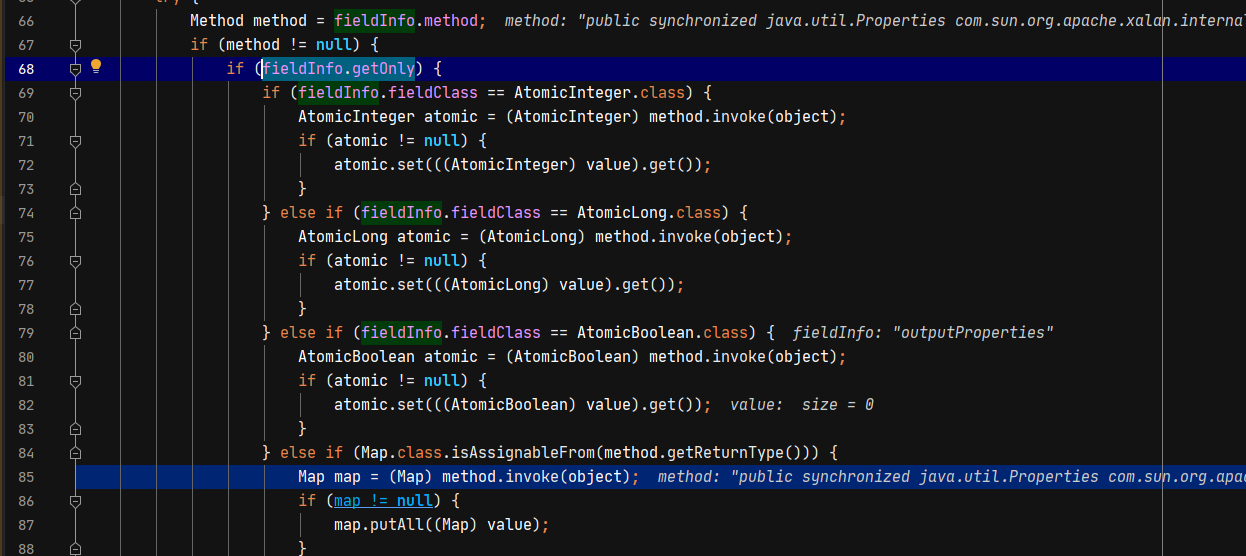 try {
66 Method method = fieldInfo.method; method: "public synchronized java.util.Properties com.sun.org.apache.xalan.internal
67 if (method != null) {
68 if (fieldInfo.getOnly) {
69 if (fieldInfo.fieldClass == AtomicInteger.class) {
70 AtomicInteger atomic = (AtomicInteger) method.invoke(object);
71 if (atomic != null) {
72 atomic.set(((AtomicInteger) value).get());
73 }
74 } else if (fieldInfo.fieldClass == AtomicLong.class) {
75 AtomicLong atomic = (AtomicLong) method.invoke(object);
76 if (atomic != null) {
77 atomic.set(((AtomicLong) value).get());
78 }
79 } else if (fieldInfo.fieldClass == AtomicBoolean.class) { fieldInfo: "outputProperties"
80 AtomicBoolean atomic = (AtomicBoolean) method.invoke(object);
81 if (atomic != null) {
82 atomic.set(((AtomicBoolean) value).get()); value: size = 0
83 }
84 } else if (Map.class.isAssignableFrom(method.getReturnType())) {
85 Map map = (Map) method.invoke(object); method: "public synchronized java.util.Properties com.sun.org.apa
86 if (map != null) {
87 map.putAll((Map) value);
88 }